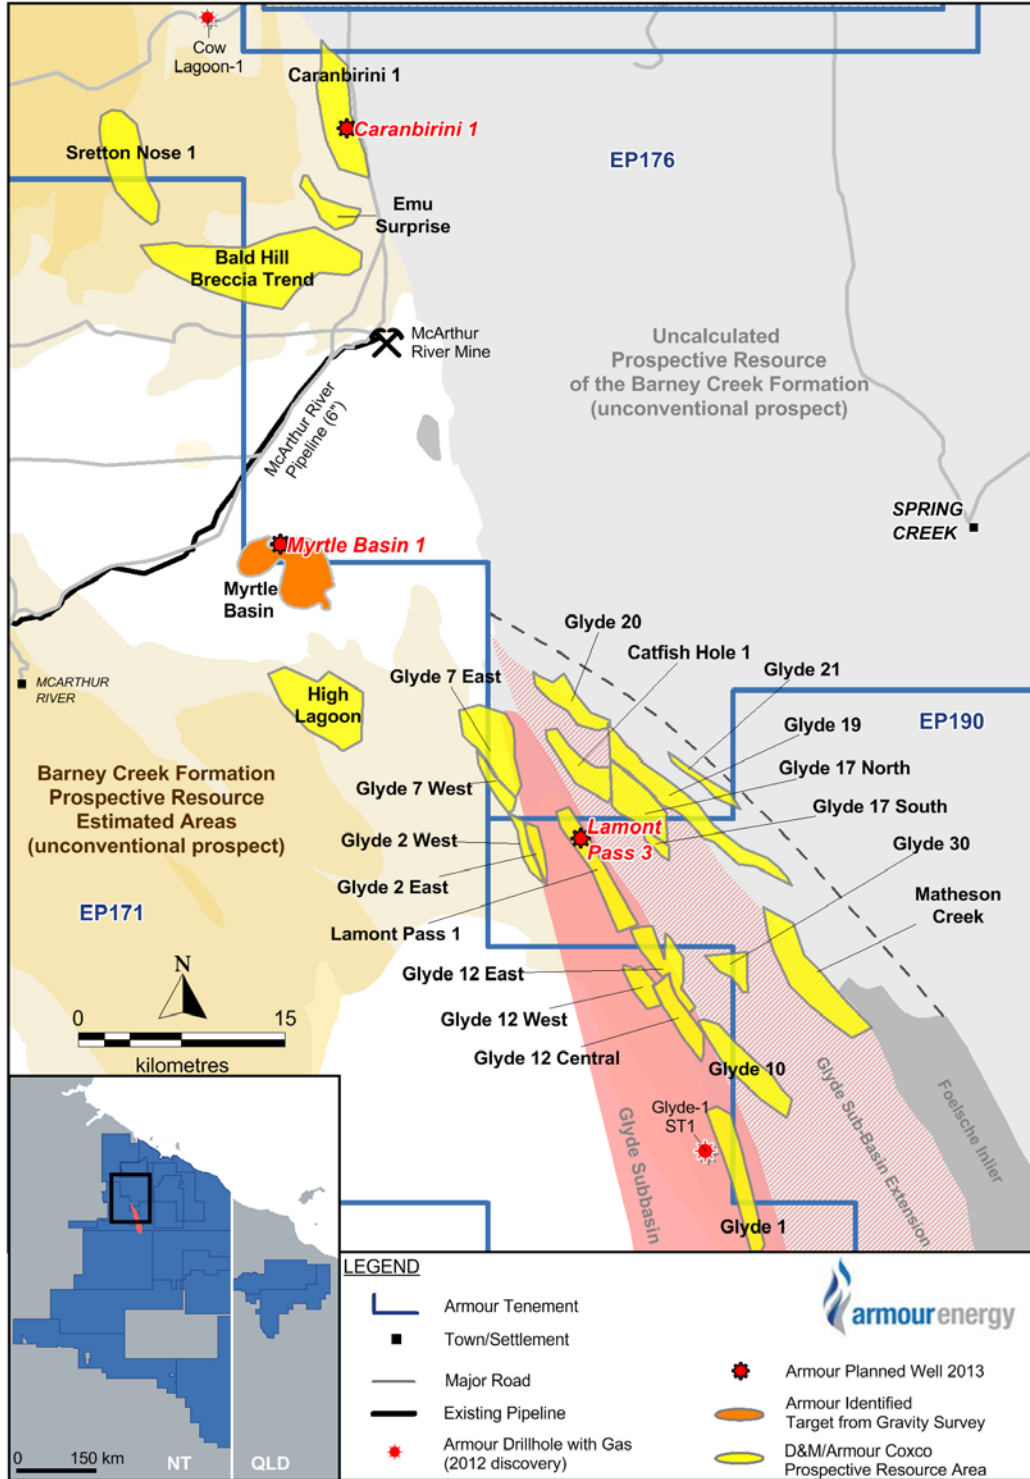 Cow
Lagoon-1
Caranbirini 1
Caranbirini 1
Sretton Nose 1
EP176
Emu
Surprise
Bald Hill
Breccia Trend
McArthur
River Mine
Uncalculated
Prospective Resource
of the Barney Creek Formation
(unconventional prospect)
McArthur River
Pipeline (6")
SPRING
CREEK
Myrtle Basin 1
Myrtle
Basin
Glyde 20
Catfish Hole 1
Glyde 21
Glyde 7 East
MCARTHUR
RIVER
High
Lagoon
EP190
Glyde 19
Glyde 17 North
Barney Creek Formation
Prospective Resource
Estimated Areas
(unconventional prospect)
Glyde 7 West
Glyde 17 South
Glyde 2 West
Lamont
Pass 3
Glyde 30
Glyde 2 East
Matheson
Creek
EP171
Lamont Pass 1
N
Glyde 12 East
0 15
kilometres
Glyde 12 West
Glyde 12 Central
Glyde 10
Glyde-1
ST1
Glyde Subbasin
Glyde Sub-Basin Extension
Foelsche Inlier
Glyde 1
0 150 km
NT QLD
LEGEND
Armour Tenement
Town/Settlement
Major Road
Existing Pipeline
Armour Drillhole with Gas
(2012 discovery)
armourenergy
Armour Planned Well 2013
Armour Identified
Target from Gravity Survey
D&M/Armour Coxco
Prospective Resource Area